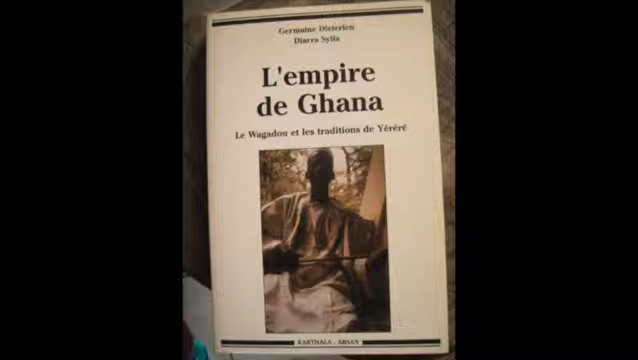 Germaine Dieterlen
Diarra Sylla
L'empire
de Ghana
Le Wagadou et les traditions de Yéréré
KARTHALA - ARSAN